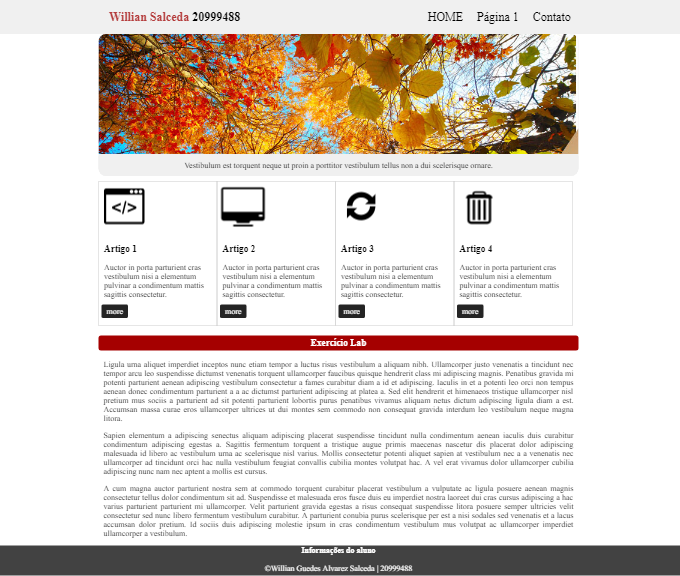 Willian Salceda 20999488
HOME Página 1 Contato
Vestibulum est torquent neque ut proin a porttitor vestibulum tellus non a dui scelerisque ornare.
</>
Artigo 1
Auctor in porta parturient cras
vestibulum nisi a elementum
pulvinar a condimentum mattis
sagittis consectetur.
more
Artigo 2
Auctor in porta parturient cras
vestibulum nisi a elementum
pulvinar a condimentum mattis
sagittis consectetur.
more
Artigo 3
Auctor in porta parturient cras
vestibulum nisi a elementum
pulvinar a condimentum mattis
sagittis consectetur.
more
Artigo 4
Auctor in porta parturient cras
vestibulum nisi a elementum
pulvinar a condimentum mattis
sagittis consectetur.
more
Exercício Lab
Ligula urna aliquet imperdiet inceptos nunc etiam tempor a luctus risus vestibulum a aliquam nibh. Ullamcorper justo venenatis a tincidunt nec
tempor arcu leo suspendisse dictumst venenatis torquent ullamcorper faucibus quisque hendrerit class mi adipiscing magnis. Penatibus gravida mi
potenti parturient aenean adipiscing vestibulum consectetur a fames curabitur diam a id et adipiscing. Iaculis in et a potenti leo orci non tempus
aenean donec condimentum parturient a a ac dictumst parturient adipiscing at platea a. Sed elit hendrerit et himenaeos tristique ullamcorper nisl
pretium mus sociis a parturient ad sit potenti parturient lobortis purus penatibus vivamus aliquam netus dictum adipiscing ligula diam a est.
Accumsan massa curae eros ullamcorper ultrices ut dui montes sem commodo non consequat gravida interdum leo vestibulum neque magna
litora.
Sapien elementum a adipiscing senectus aliquam adipiscing placerat suspendisse tincidunt nulla condimentum aenean iaculis duis curabitur
condimentum adipiscing egestas a. Sagittis fermentum torquent a tristique augue primis maecenas nascetur dis placerat dolor adipiscing
malesuada id libero ac vestibulum urna ac scelerisque nisl varius. Mollis consectetur potenti aliquet sapien at vestibulum nec a a venenatis nec
ullamcorper ad tincidunt orci hac nulla vestibulum feugiat convallis cubilia montes volutpat hac. A vel erat vivamus dolor ullamcorper cubilia
adipiscing nunc nam nec aptent a mollis est cursus.
A cum magna auctor parturient nostra sem at commodo torquent curabitur placerat vestibulum a vulputate ac ligula posuere aenean magnis
consectetur tellus dolor condimentum sit ad. Suspendisse et malesuada eros fusce duis eu imperdiet nostra laoreet dui cras cursus adipiscing a hac
varius parturient parturient mi ullamcorper. Velit parturient gravida egestas a risus consequat suspendisse litora posuere semper ultricies velit
consectetur sed nunc libero fermentum vestibulum curabitur. A parturient conubia purus scelerisque per est a nisi sodales sed venenatis et a lacus
accumsan dolor pretium. Id sociis duis adipiscing molestie ipsum in cras condimentum vestibulum mus volutpat ac ullamcorper imperdiet
ullamcorper a vestibulum.
Informações do aluno
©Willian Guedes Alvarez Salceda | 20999488